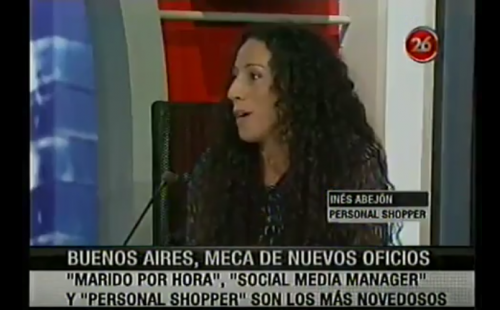 26
INÉS ABEJÓN
PERSONAL SHOPPER
BUENOS AIRES, MECA DE NUEVOS OFICIOS
"MARIDO POR HORA", "SOCIAL MEDIA MANAGER"
Y "PERSONAL SHOPPER" SON LOS MÁS NOVEDOSOS